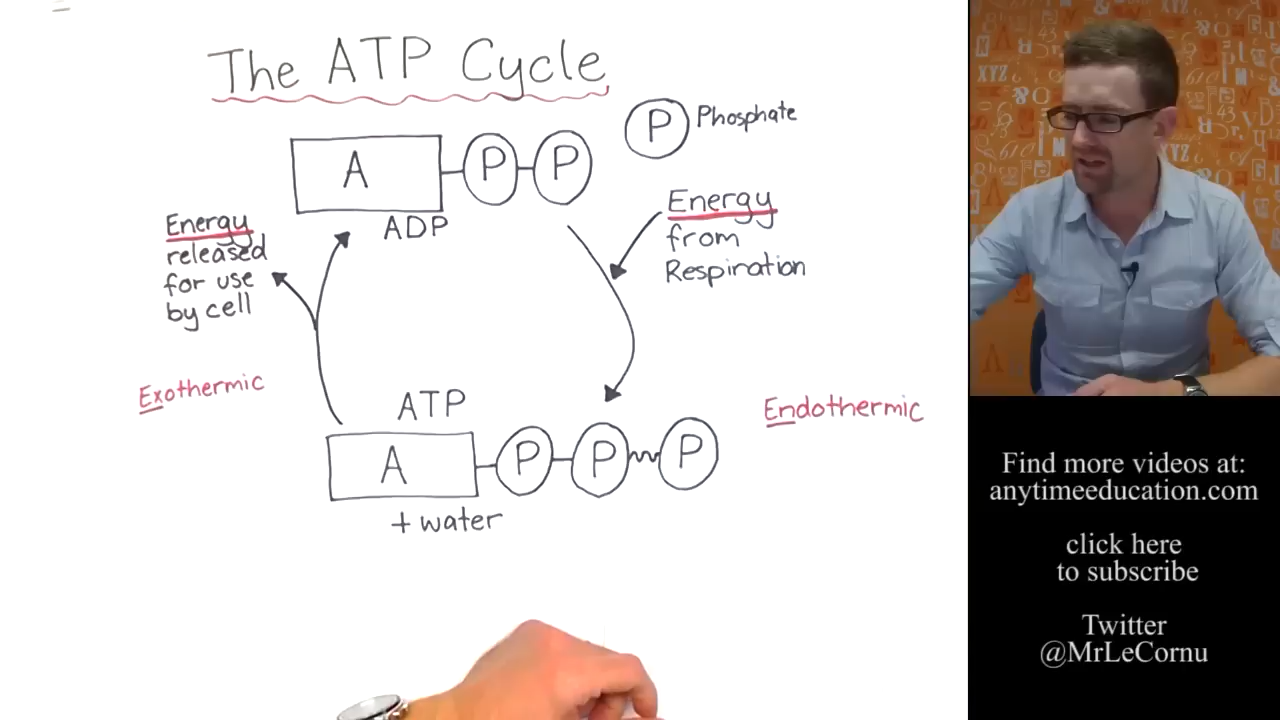 The ATP Cycle
P Phosphate
A P P
ADP
Energy
from
Respiration
Energy
released
for use
by cell
Exothermic
Endothermic
ATP
A P P P
+ water
Find more videos at:
anytimeeducation.com
click here
to subscribe
Twitter
@MrLeCornu